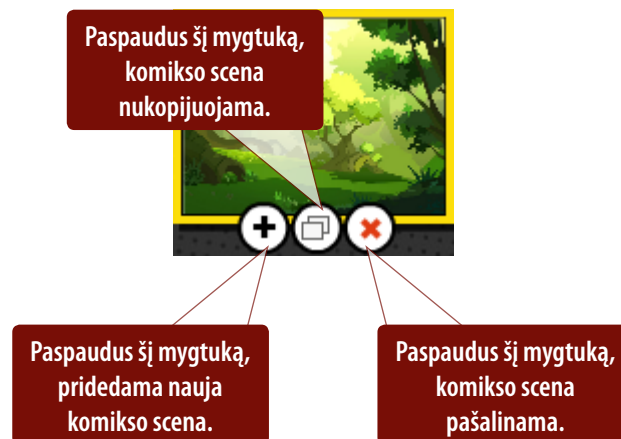 Paspaudus šį mygtuką,
komikso scena
nukopijuojama.
Paspaudus šį mygtuką,
pridedama nauja
komikso scena.
Paspaudus šį mygtuką,
komikso scena
pašalinama.